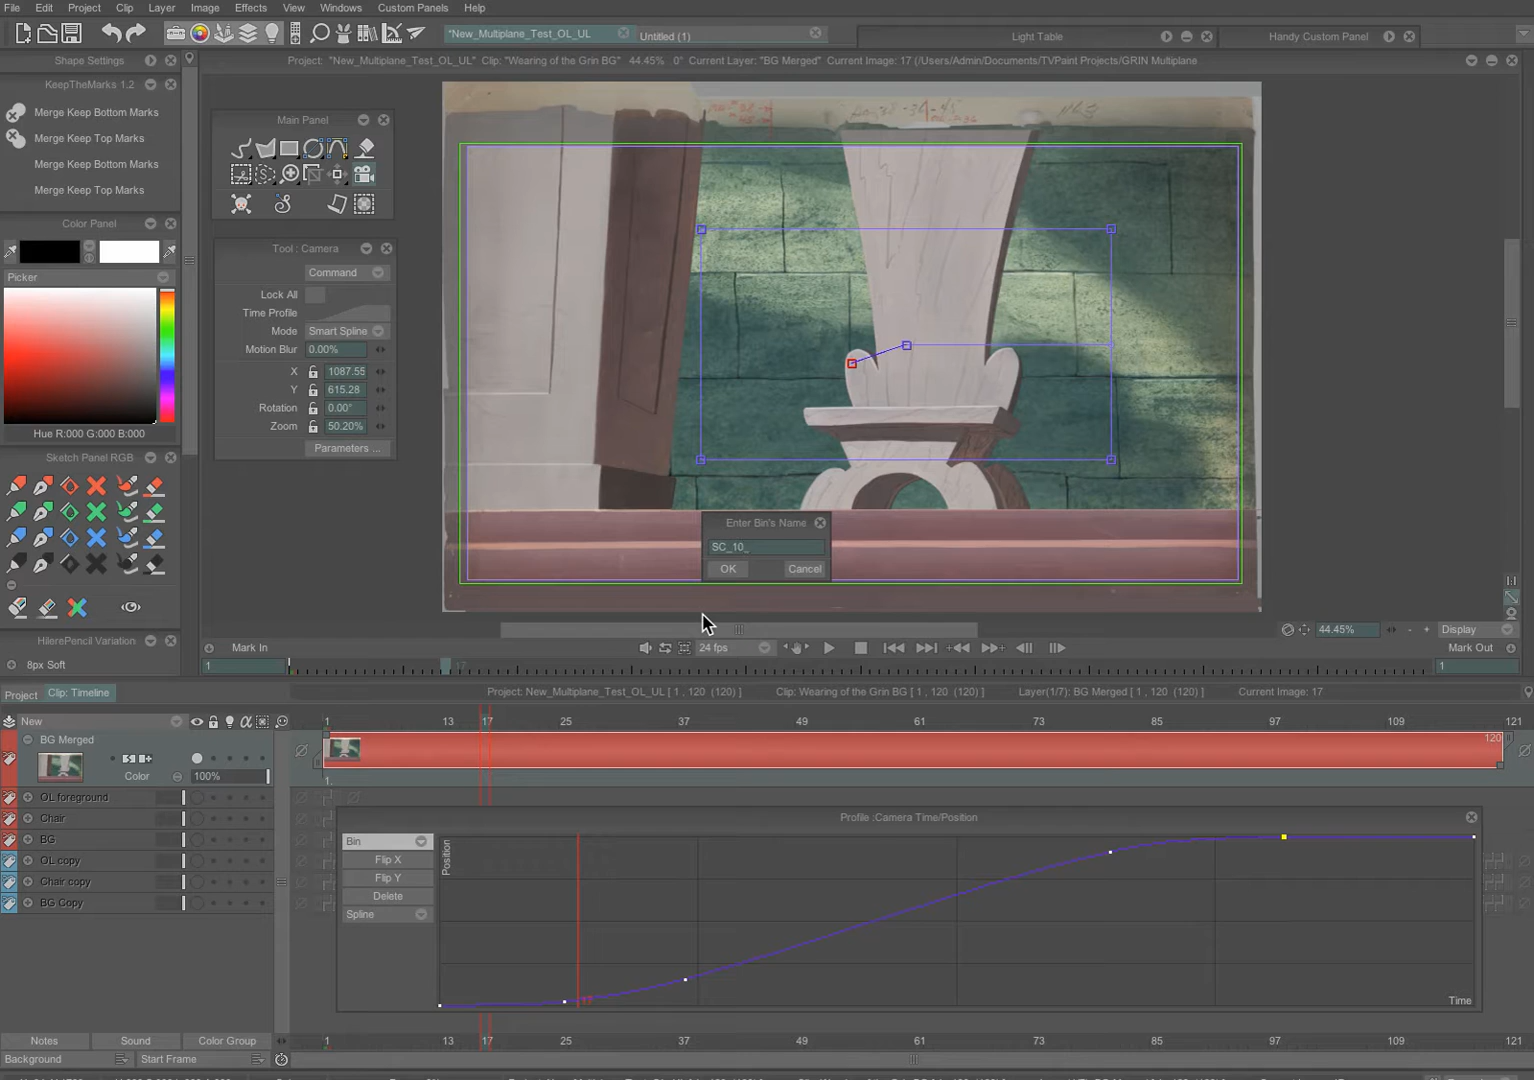 File Edit Project Clip Layer Image Effects View Windows Custom Panels Help
*New_Multiplane_Test_OL_UL Untitled (1) Light Table Handy Custom Panel
Shape Settings
Project: "New_Multiplane_Test_OL_UL" Clip: "Wearing of the Grin BG" 44.45% 0° Current Layer: "BG Merged" Current Image: 17 (/Users/Admin/Documents/TVPaint Projects/GRIN Multiplane
KeepTheMarks 1.2
Merge Keep Bottom Marks
Merge Keep Top Marks
Merge Keep Bottom Marks
Merge Keep Top Marks
Color Panel
Picker
Hue R:000 G:000 B:000
Sketch Panel RGB
HilerePencil Variation
8px Soft
Main Panel
Tool : Camera
Command
Lock All
Time Profile
Mode Smart Spline
Motion Blur 0.00%
X 1087.55
Y 615.28
Rotation 0.00°
Zoom 50.20%
Parameters ...
Enter Bin's Name
SC_10_
OK Cancel
1:1
44.45% - + Display
1 Mark In 24 fps Mark Out 1
17
Project Clip: Timeline Project: New_Multiplane_Test_OL_UL [ 1 , 120 (120) ] Clip: Wearing of the Grin BG [ 1 , 120 (120) ] Layer(1/7): BG Merged [ 1 , 120 (120) ] Current Image: 17
New 1 13 17 25 37 49 61 73 85 97 109 121
BG Merged 120
Color 100% 1.
OL foreground
Chair
BG
OL copy
Chair copy
BG Copy
Profile :Camera Time/Position
Bin
Flip X
Flip Y
Delete
Spline
Position
17
Time
Notes Sound Color Group 1 13 17 25 37 49 61 73 85 97 109 121
Background Start Frame